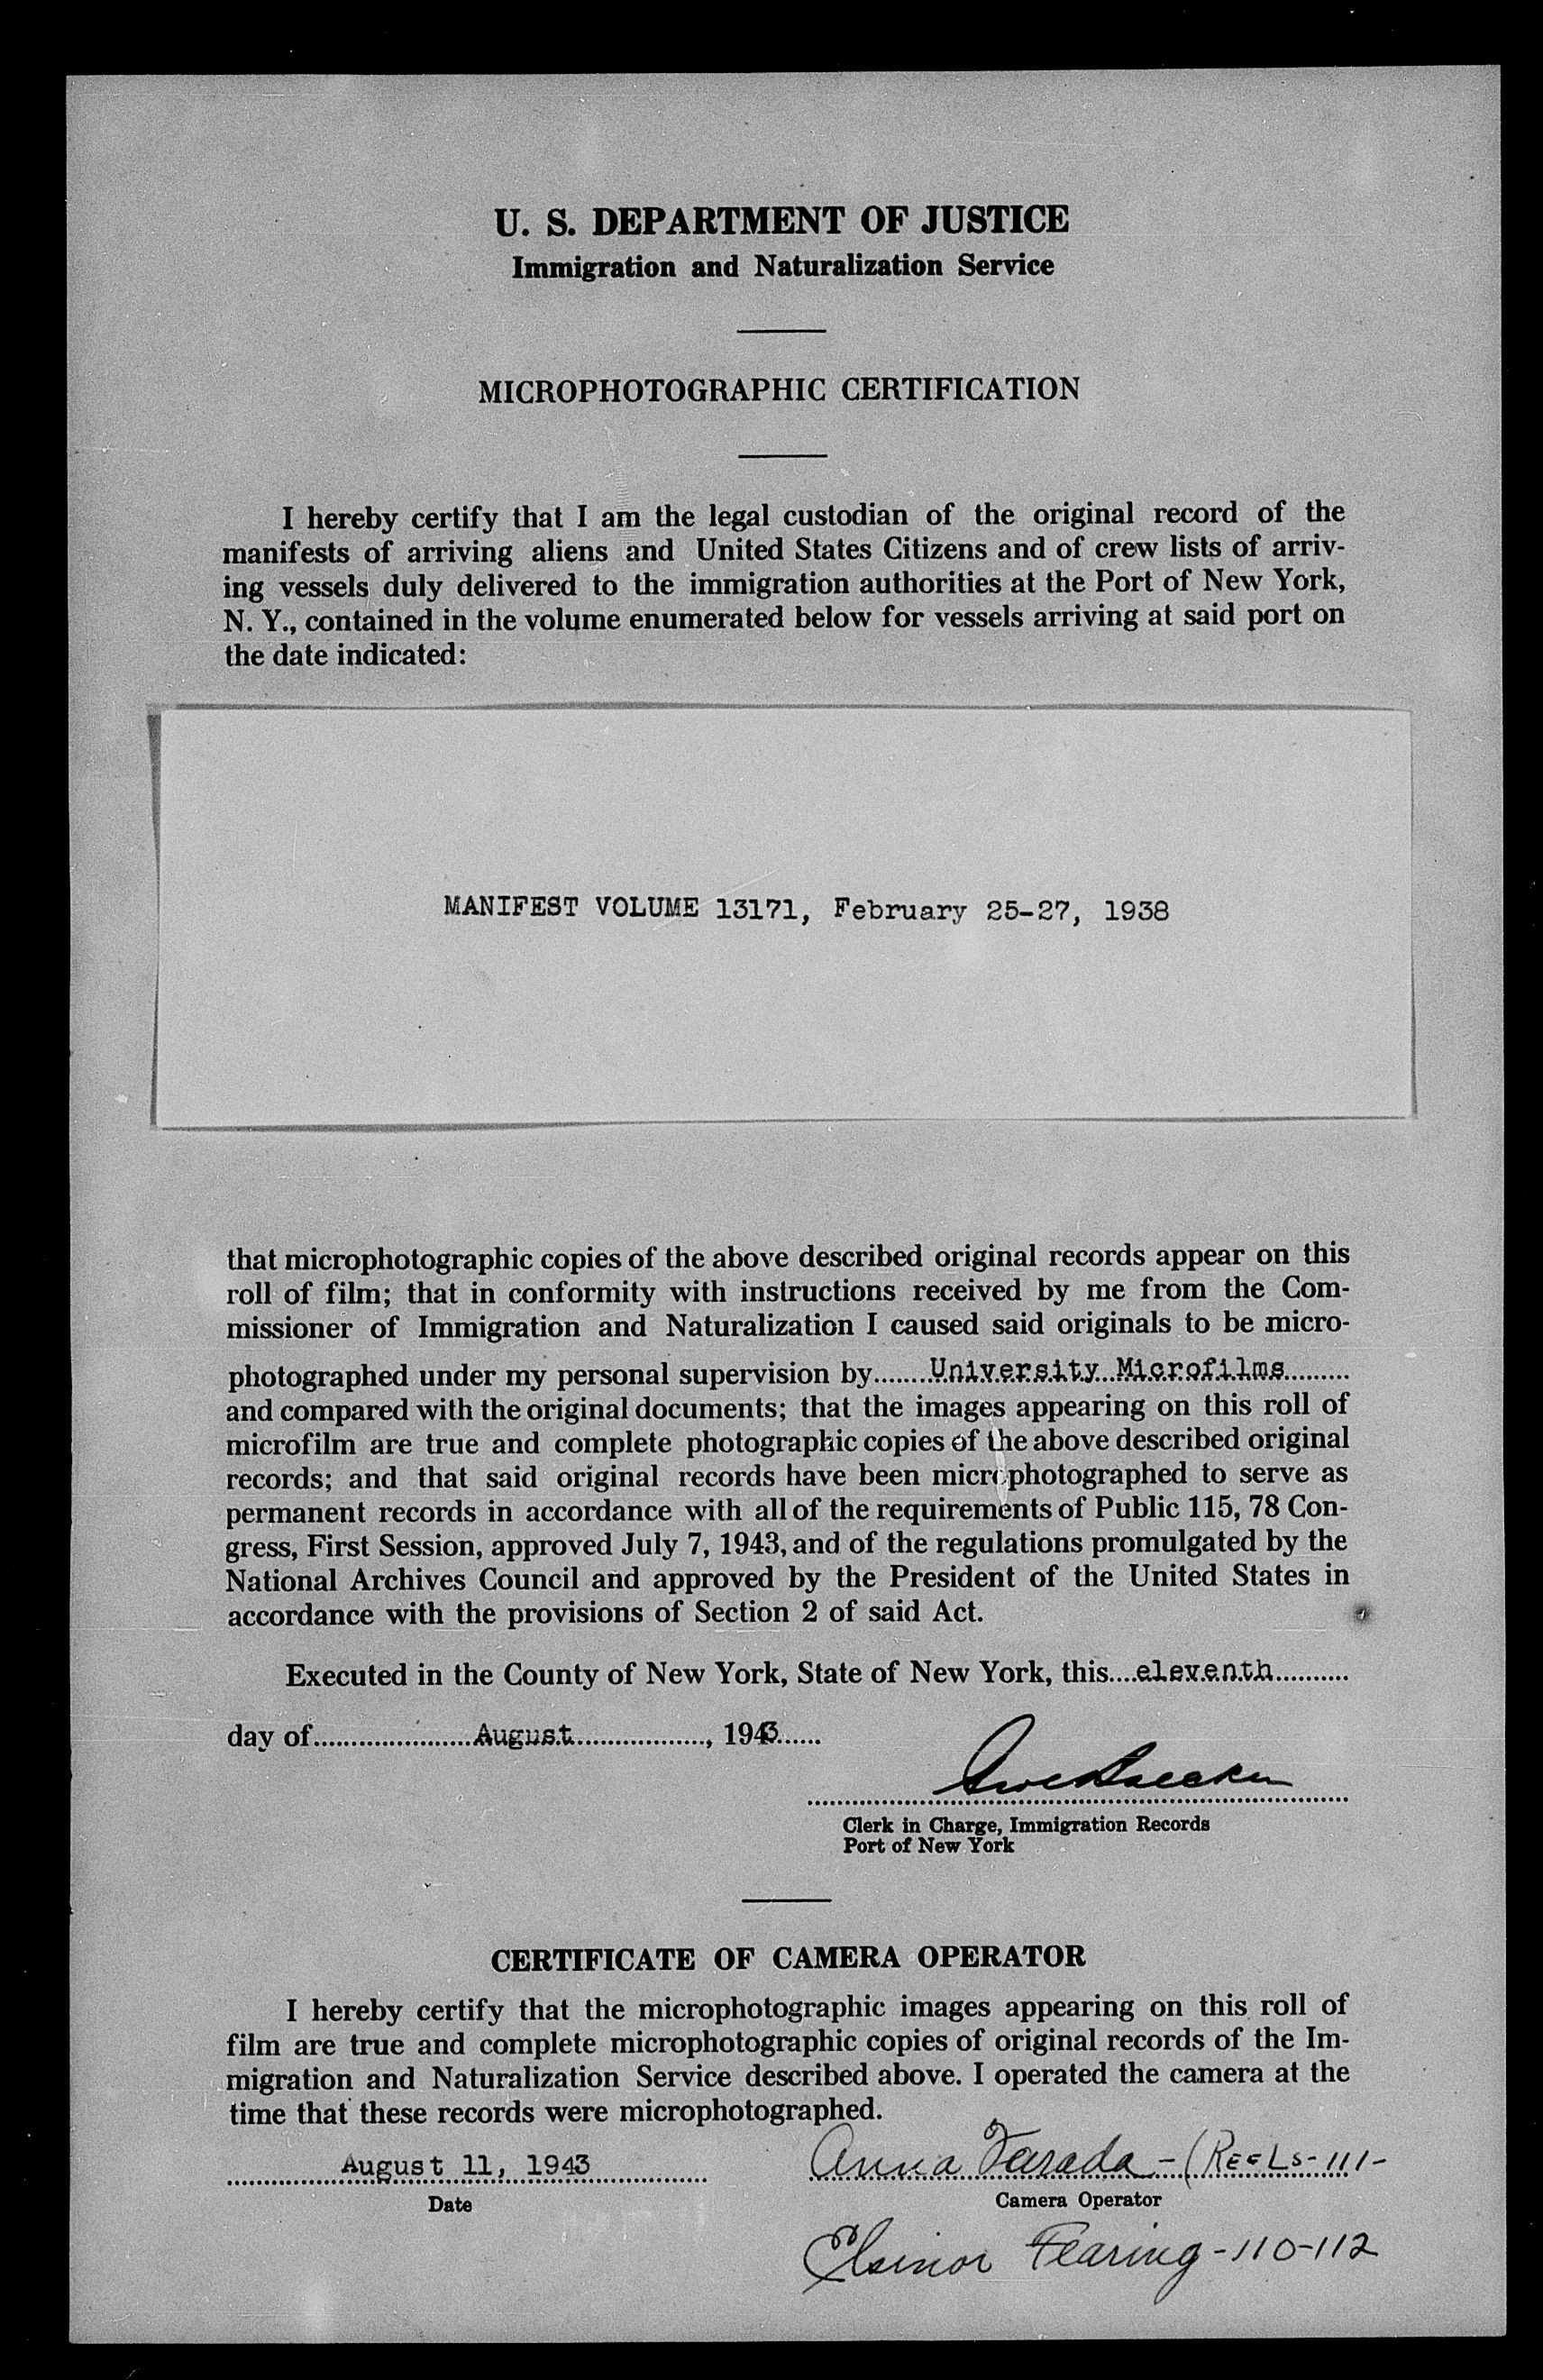 U. S. DEPARTMENT OF JUSTICE
Immigration and Naturalization Service
MICROPHOTOGRAPHIC CERTIFICATION
I hereby certify that I am the legal custodian of the original record of the
manifests of arriving aliens and United States Citizens and of crew lists of arriv-
ing vessels duly delivered to the immigration authorities at the Port of New York,
N. Y., contained in the volume enumerated below for vessels arriving at said port on
the date indicated:
MANIFEST VOLUME 13171, February 25-27, 1938
that microphotographic copies of the above described original records appear on this
roll of film; that in conformity with instructions received by me from the Com-
missioner of Immigration and Naturalization I caused said originals to be micro-
photographed under my personal supervision by University Microfilms
and compared with the original documents; that the images appearing on this roll of
microfilm are true and complete photographic copies of the above described original
records; and that said original records have been microphotographed to serve as
permanent records in accordance with all of the requirements of Public 115, 78 Con-
gress, First Session, approved July 7, 1943, and of the regulations promulgated by the
National Archives Council and approved by the President of the United States in
accordance with the provisions of Section 2 of said Act.
Executed in the County of New York, State of New York, this eleventh
day of August, 1943
Clerk in Charge, Immigration Records
Port of New York
CERTIFICATE OF CAMERA OPERATOR
I hereby certify that the microphotographic images appearing on this roll of
film are true and complete microphotographic copies of original records of the Im-
migration and Naturalization Service described above. I operated the camera at the
time that these records were microphotographed.
August 11, 1943 Anna - (REELS-111-
Date Camera Operator
Elsinor Fearing-110-112